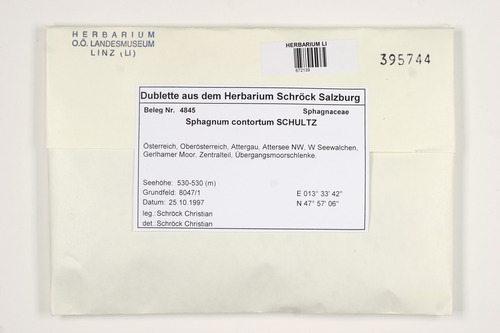 HERBARIUM
O.Ö. LANDESMUSEUM
LINZ (LI)
HERBARIUM LI
672139
395744
Dublette aus dem Herbarium Schröck Salzburg
Beleg Nr. 4845 Sphagnaceae
Sphagnum contortum SCHULTZ
Österreich, Oberösterreich, Attergau, Attersee NW, W Seewalchen,
Gerlhamer Moor, Zentralteil, Übergangsmoorschlenke.
Seehöhe: 530-530 (m) E 013° 33' 42"
Grundfeld: 8047/1 N 47° 57' 06"
Datum: 25.10.1997
leg.: Schröck Christian
det.: Schröck Christian